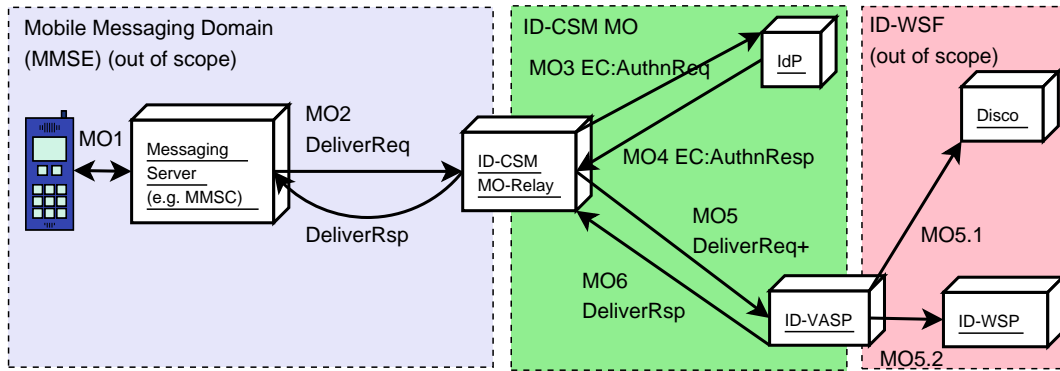 Mobile Messaging Domain
(MMSE) (out of scope)
MO1
Messaging
Server
(e.g. MMSC)
MO2
DeliverReq
DeliverRsp
ID-CSM
MO-Relay
ID-CSM MO
MO3 EC:AuthnReq
IdP
MO4 EC:AuthnResp
MO5
DeliverReq+
MO6
DeliverRsp
ID-VASP
ID-WSF
(out of scope)
Disco
MO5.1
ID-WSP
MO5.2